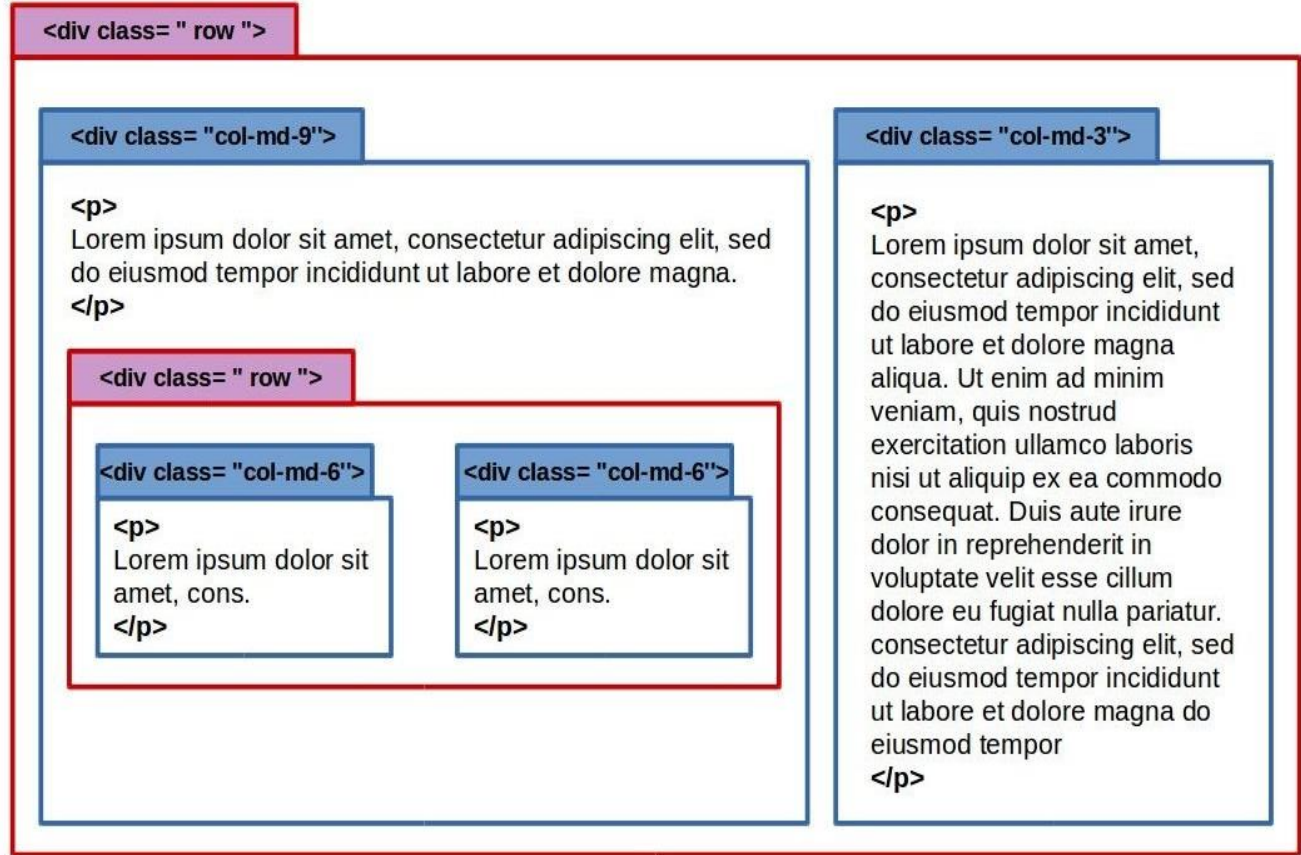 <div class= " row ">
<div class= "col-md-9">
<p>
Lorem ipsum dolor sit amet, consectetur adipiscing elit, sed
do eiusmod tempor incididunt ut labore et dolore magna.
</p>
<div class= " row ">
<div class= "col-md-6">
<p>
Lorem ipsum dolor sit
amet, cons.
</p>
<div class= "col-md-6">
<p>
Lorem ipsum dolor sit
amet, cons.
</p>
<div class= "col-md-3">
<p>
Lorem ipsum dolor sit amet,
consectetur adipiscing elit, sed
do eiusmod tempor incididunt
ut labore et dolore magna
aliqua. Ut enim ad minim
veniam, quis nostrud
exercitation ullamco laboris
nisi ut aliquip ex ea commodo
consequat. Duis aute irure
dolor in reprehenderit in
voluptate velit esse cillum
dolore eu fugiat nulla pariatur.
consectetur adipiscing elit, sed
do eiusmod tempor incididunt
ut labore et dolore magna do
eiusmod tempor
</p>